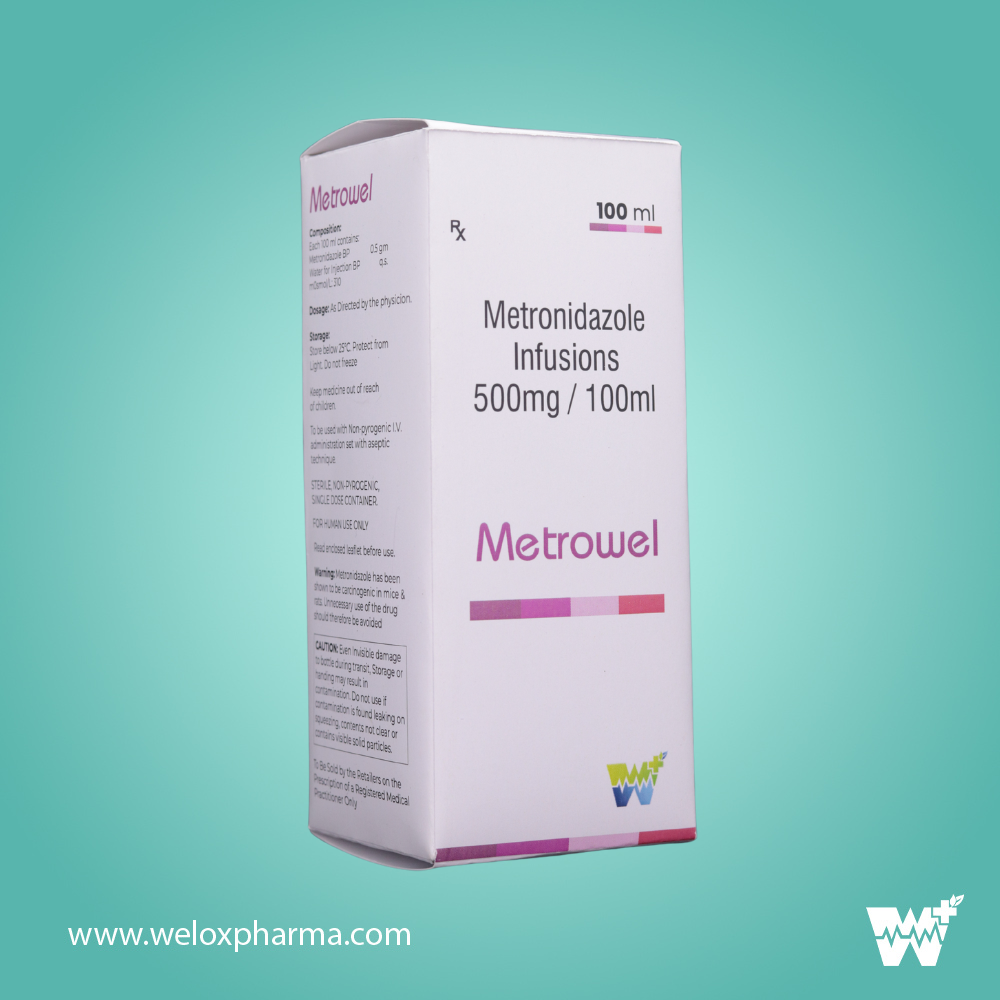 Metrowel
Composition:
Each 100 ml contains:
Metronidazole BP 0.5 gm
Water for Injection BP q.s.
mOsmol/L: 310
Dosage: As Directed by the physicion.
Storage:
Store below 25°C. Protect from
Light. Do not freeze
Keep medicine out of reach
of children.
To be used with Non-pyrogenic I.V.
administration set with aseptic
technique
STERILE, NON-PYROGENIC,
SINGLE DOSE CONTAINER.
FOR HUMAN USE ONLY
Read enclosed leaflet before use.
Warning: Metronidazole has been
shown to be carcinogenic in mice &
rats. Unnecessary use of the drug
should therefore be avoided
CAUTION: Even invisible damage
to bottle during transit, Storage or
handing may result in
contamination. Do not use if
contamination is found leaking on
squeezing, contents not clear or
contains visible solid particles.
To Be Sold by the Retailers on the
Prescription of a Registered Medical
Practitioner Only
Rx
100 ml
Metronidazole
Infusions
500mg / 100ml
Metrowel
W
www.weloxpharma.com
W